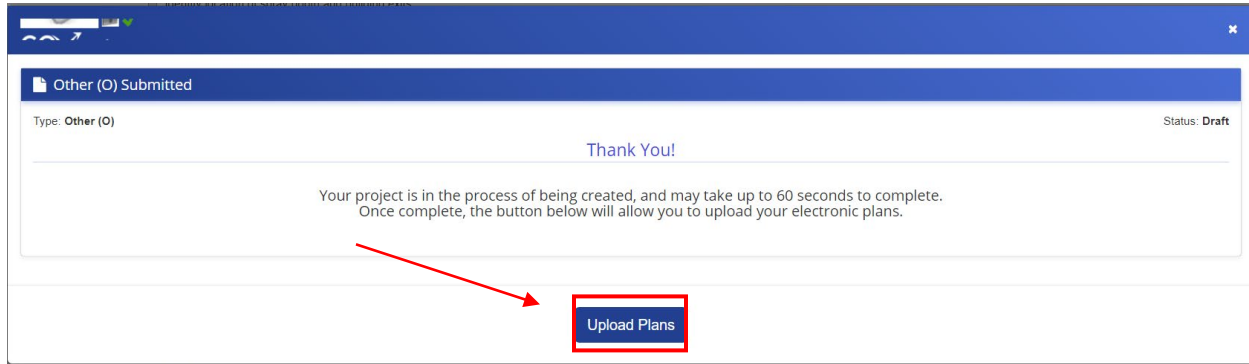 Other (O) Submitted
Type: Other (O)
Status: Draft
Thank You!
Your project is in the process of being created, and may take up to 60 seconds to complete.
Once complete, the button below will allow you to upload your electronic plans.
Upload Plans